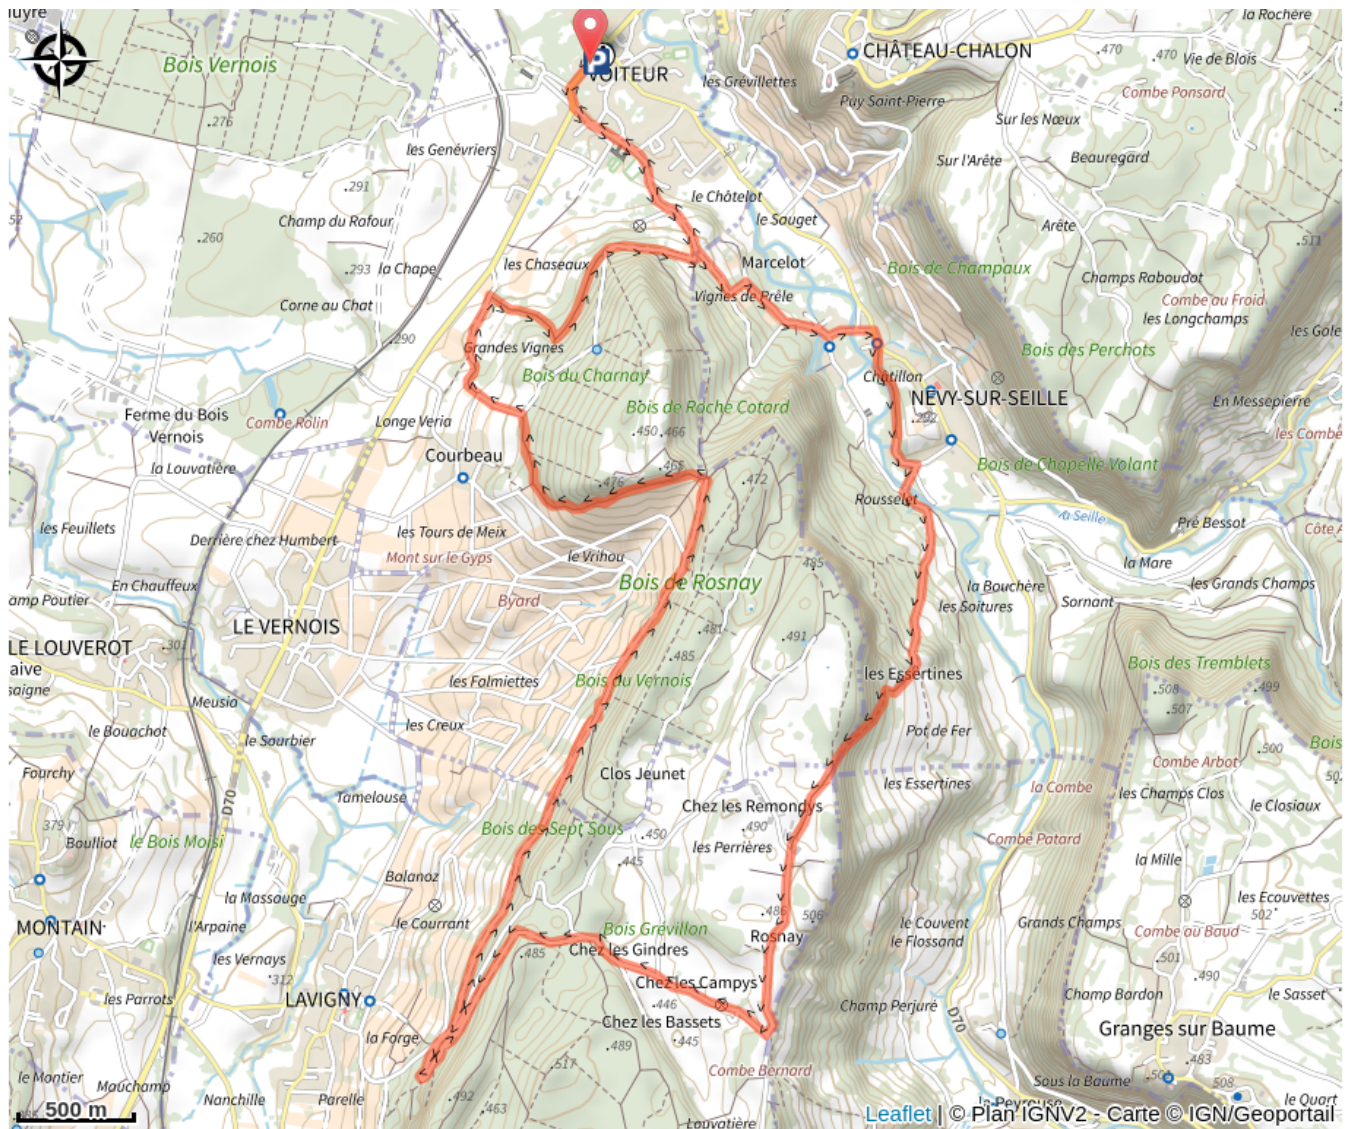 la Rochère
Bois Vernois
CHÂTEAU-CHALON
.470
.470
Vie de Blois
VOITEUR
les Grévillettes
Puy Saint-Pierre
Combe Ponsard
.276
Sur les Nœux
les Genévriers
Sur l'Arête
Beauregard
.291
le Châtelot
Champ du Rafour
le Sauget
Arête
.260
.511
.293
la Chape
les Chaseaux
Marcelot
Bois de Champaux
Champs Raboudot
Corne au Chat
Vignes de Prêle
Combe au Froid
les Longchamps
.290
Grandes Vignes
Bois des Perchots
Bois du Charnay
Châtillon
NEVY-SUR-SEILLE
En Messepierre
Ferme du Bois
Vernois
Combe Rolin
Longe Veria
Bois de Roche Cotard
.292
.450
.466
la Louvatière
Courbeau
.465
Bois de Chapelle Volant
.476
.472
Rousselet
les Feuillets
Derrière chez Humbert
les Tours de Meix
la Seille
Pré Bessot
Mont sur le Gyps
le Vrihou
la Mare
En Chauffeux
Bois de Rosnay
.485
la Bouchère
les Grands Champs
Byard
les Soitures
Sornant
LE VERNOIS
.481
.491
LE LOUVEROT
.301
.485
les Essertines
Bois des Tremblets
les Falmiettes
Bois du Vernois
.508
.499
Meusia
.507
le Bouachot
les Creux
Pot de Fer
le Sourbier
.500
Fourchy
Clos Jeunet
les Essertines
Combe Arbot
Tamelouse
Chez les Remondys
la Combe
les Champs Clos
le Closiaux
D70
379
Boulliot
le Bois Moisi
Bois des Sept Sous
.450
.490
les Perrières
Combe Patard
.445
la Mille
Balanoz
la Massouge
les Ecouvettes
MONTAIN
l'Arpaine
le Courrant
Bois Grévillon
.486
506
le Couvent
Grands Champs
502
Rosnay
le Flossand
Combe au Baud
les Vernays
.485
Chez les Gindres
.501
.312
Chez les Campys
.490
les Parrots
LAVIGNY
.446
Champ Perjuré
Champ Bardon
le Sasset
Chez les Bassets
D70
la Forge
.445
Granges sur Baume
.489
.517
.483
le Montier
Mauchamp
Combe Bernard
Sous la Baume
508
Nanchille
Parelle
.492
.463
le Quart
500 m
Louvatière
Leaflet | © Plan IGNV2 - Carte © IGN/Geoportail